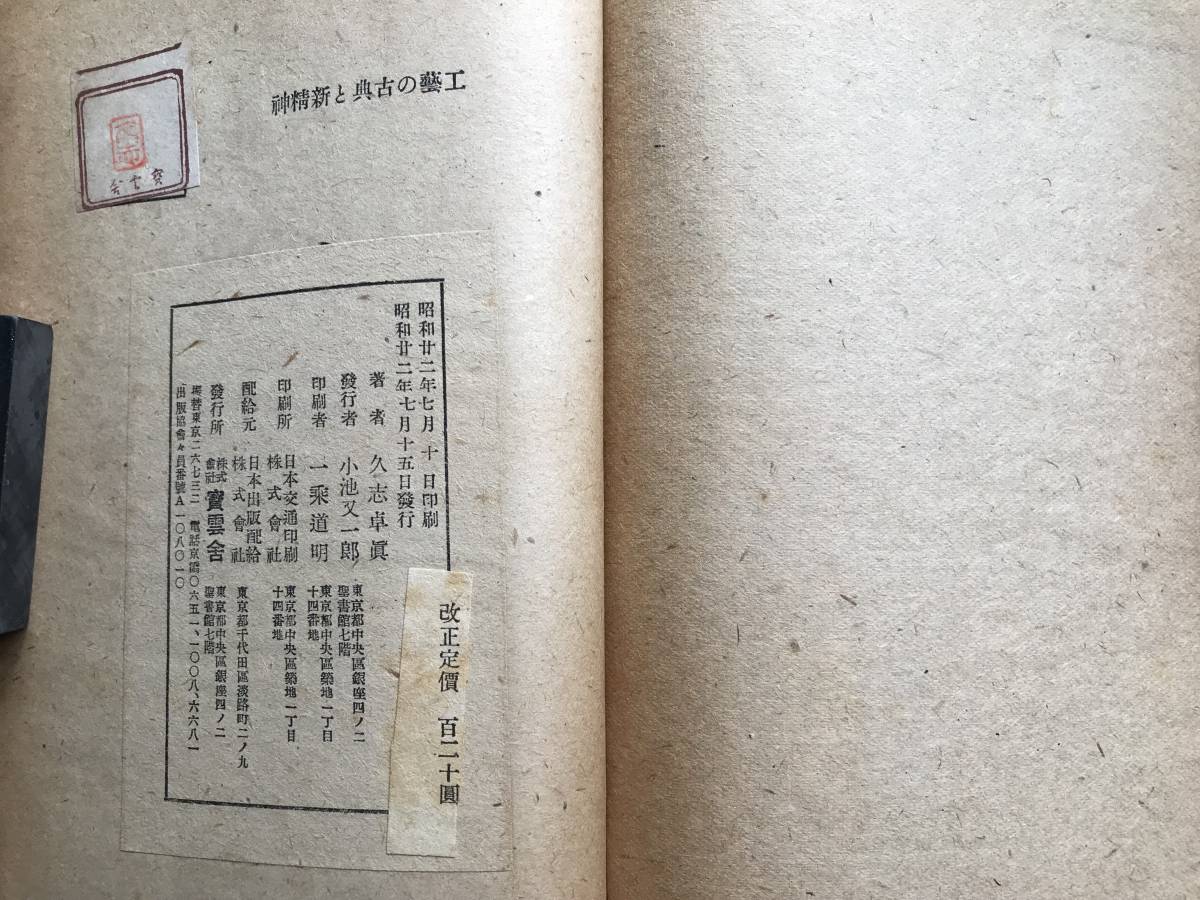 工藝の古典と新精神
寶雲舎
昭和廿二年七月 十 日印刷
昭和廿二年七月十五日發行
著者 久志卓眞
發行者 小池又一郎
東京都中央區銀座四ノ二
聖書館七階
印刷者 一乘道明
東京都中央區築地一丁目
十四番地
印刷所 日本交通印刷
株式會社
東京都中央區築地一丁目
十四番地
配給元 日本出版配給
株式會社
東京都千代田區淡路町二ノ九
發行所 株式會社 寶雲舍
東京都中央區銀座四ノ二
聖書館七階
振替東京二六七三二 電話京橋〇六五一、一〇〇八、六六八一
出版協會々員番號A一〇八〇一〇
改正定價 百二十圓